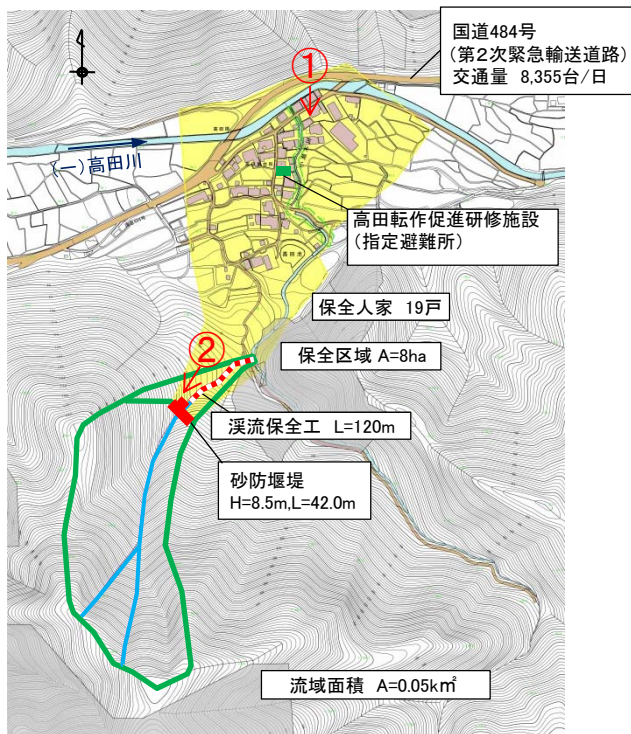 国道484号
(第2次緊急輸送道路)
交通量 8,355台/日
①
(一)高田川
高田転作促進研修施設
(指定避難所)
保全人家 19戸
保全区域 A=8ha
②
渓流保全工 L=120m
砂防堰堤
H=8.5m,L=42.0m
流域面積 A=0.05k㎡